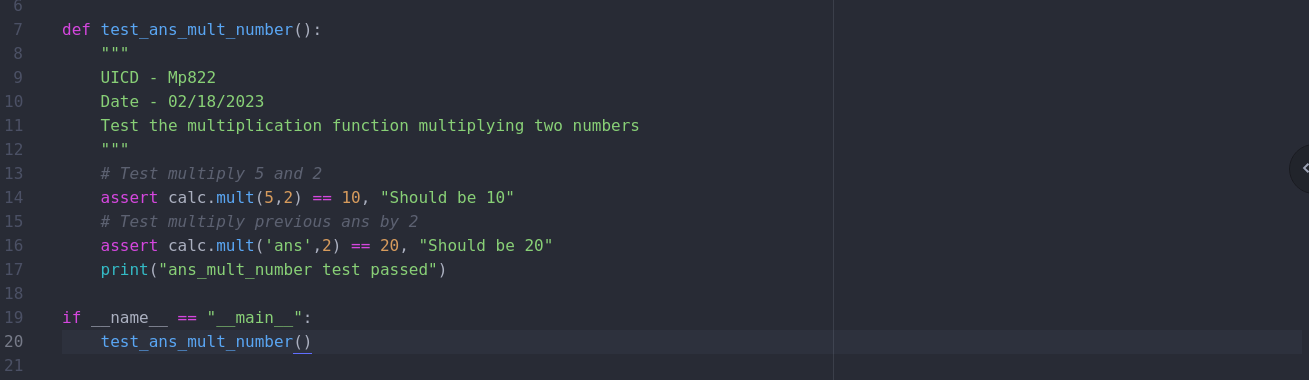 6
7 def test_ans_mult_number():
8 """
9 UICD - Mp822
10 Date - 02/18/2023
11 Test the multiplication function multiplying two numbers
12 """
13 # Test multiply 5 and 2
14 assert calc.mult(5,2) == 10, "Should be 10"
15 # Test multiply previous ans by 2
16 assert calc.mult('ans',2) == 20, "Should be 20"
17 print("ans_mult_number test passed")
18
19 if __name__ == "__main__":
20 test_ans_mult_number()
21